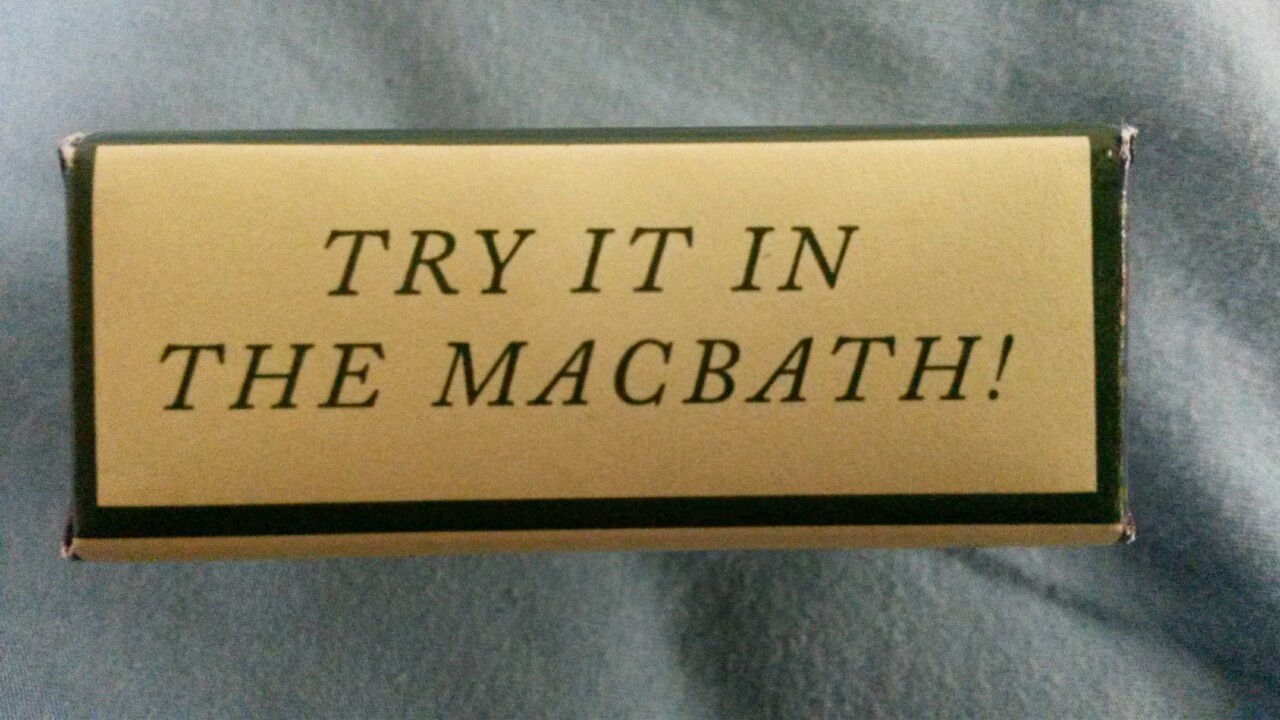 TRY IT IN
THE MACBATH!